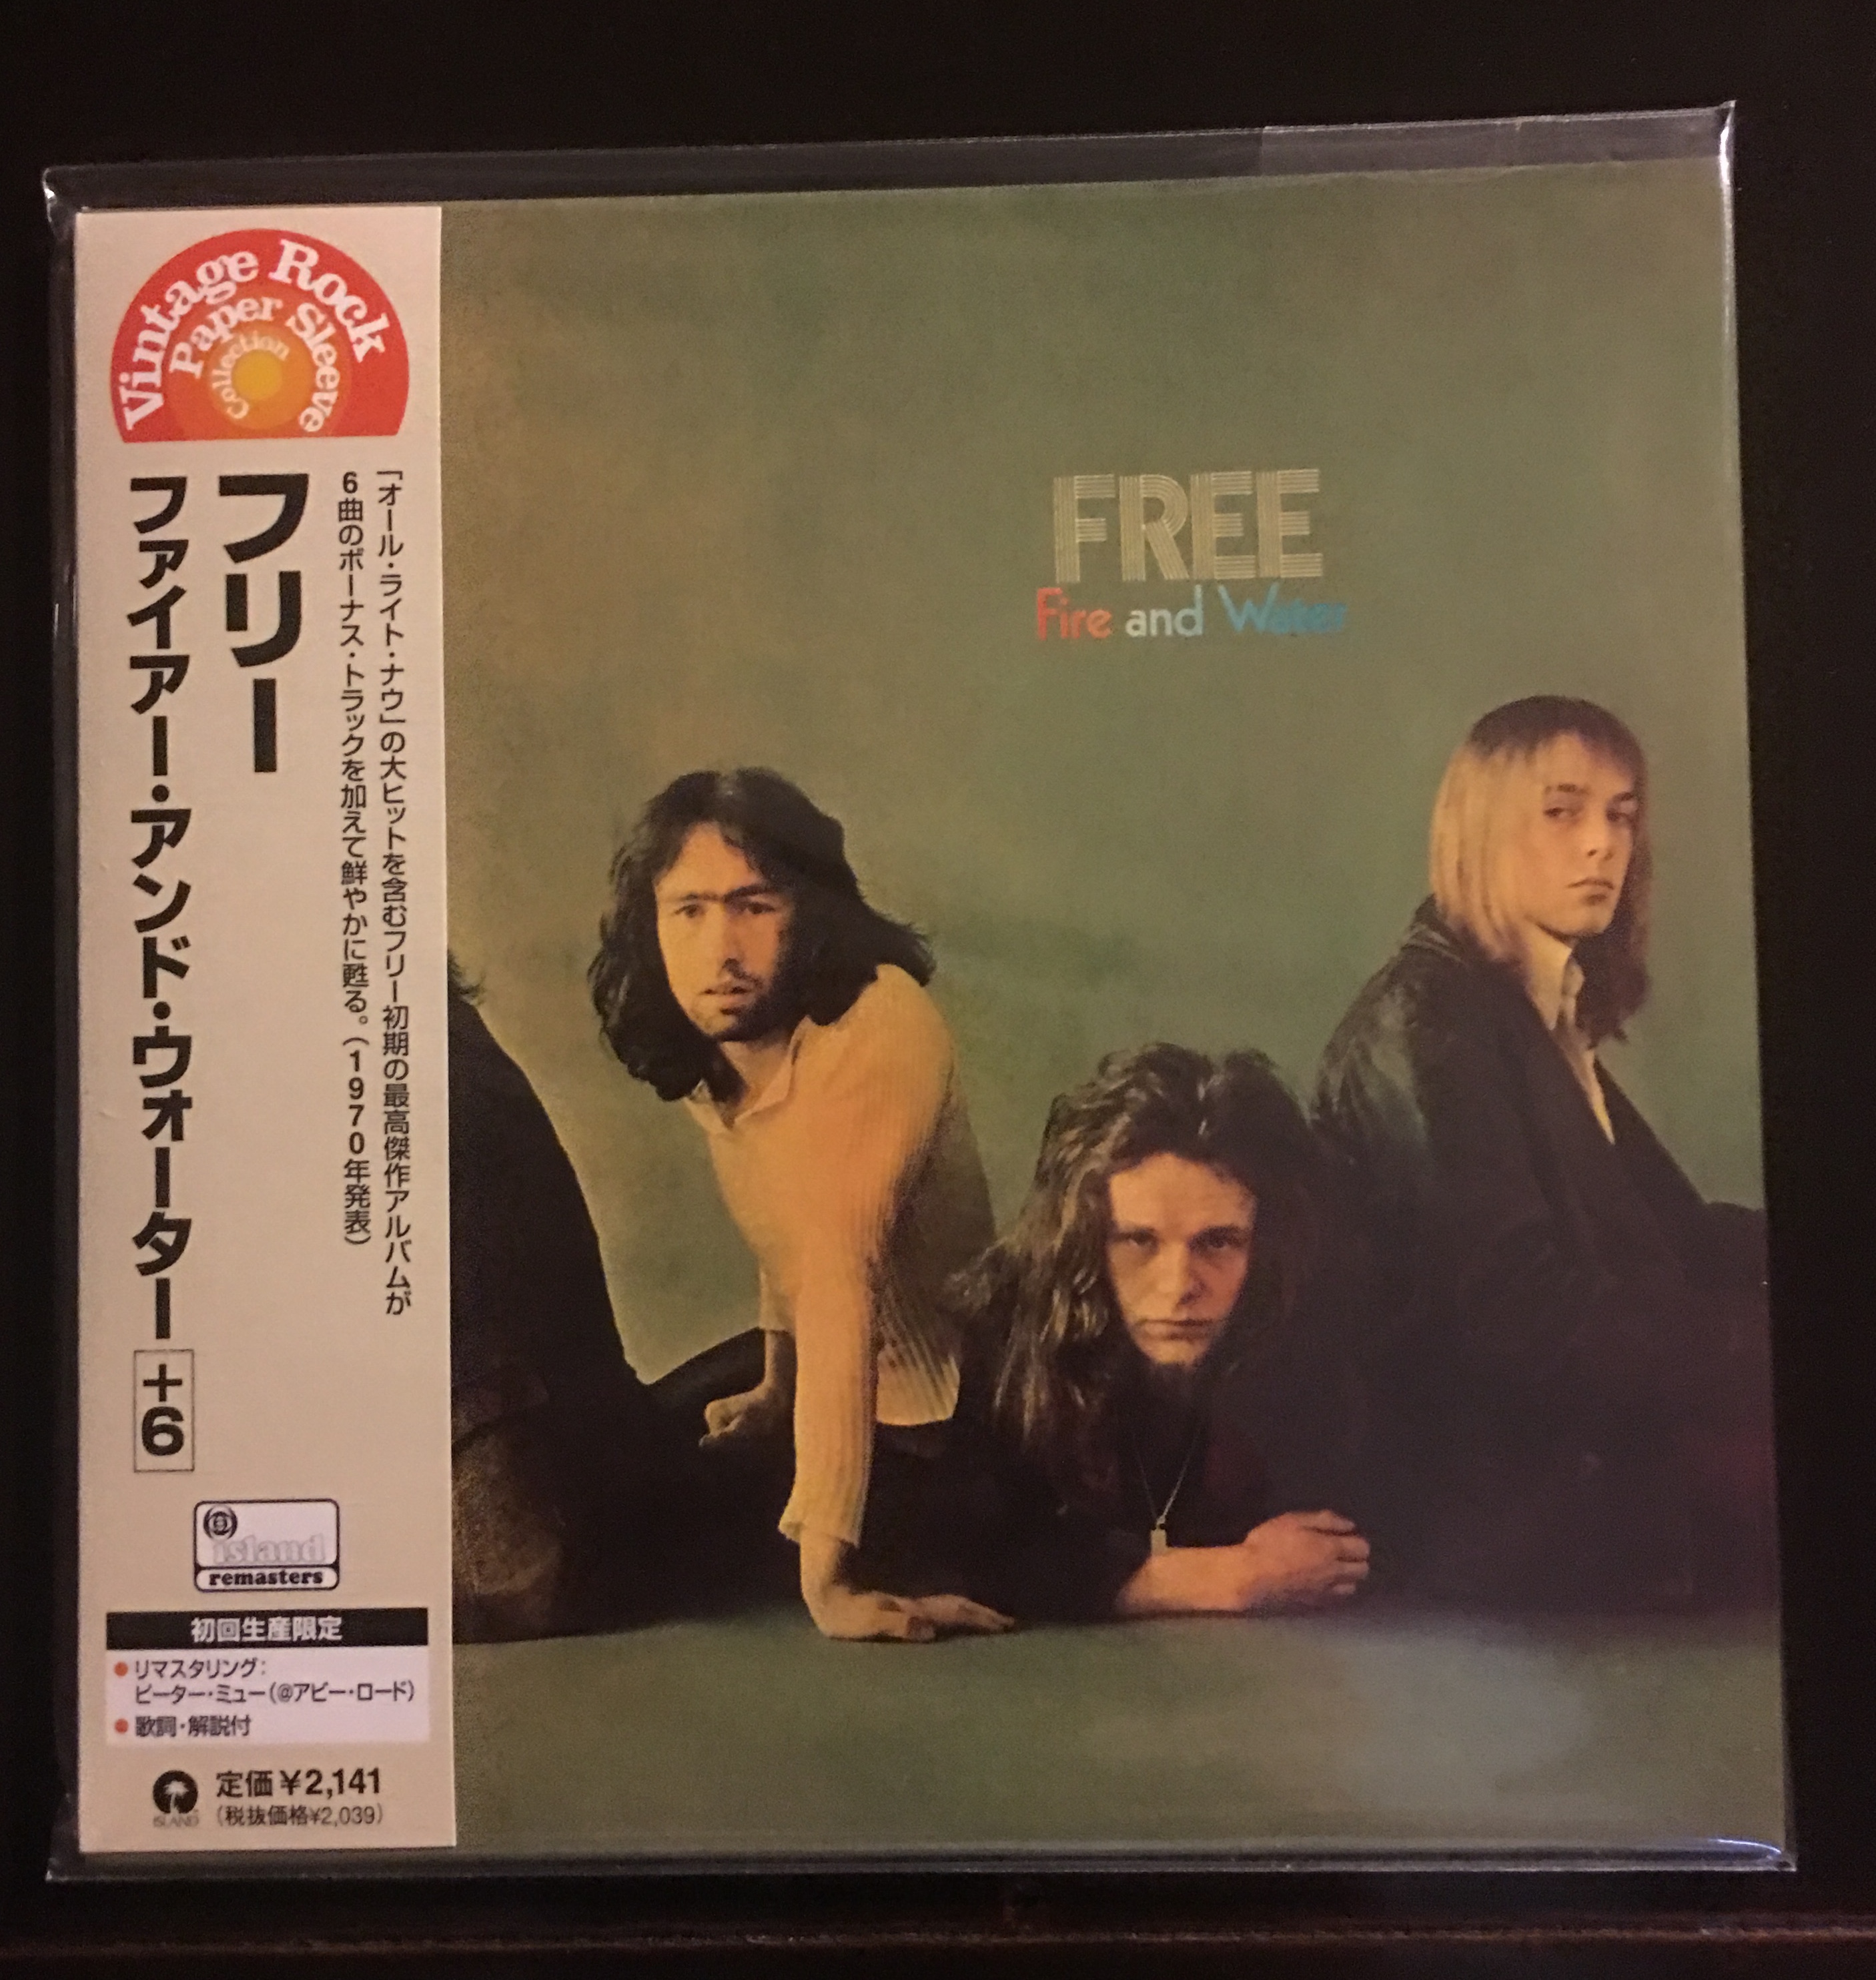 Vintage Rock
Paper Sleeve
Collection
「オール・ライト・ナウ」の大ヒットを含むフリー初期の最高傑作アルバムが
6曲のボーナス・トラックを加えて鮮やかに甦る。(1970年発表)
フリー
ファイアー・アンド・ウォーター +6
island
remasters
初回生産限定
●リマスタリング:
ピーター・ミュー(@アビー・ロード)
●歌詞・解説付
ISLAND
定価¥2,141
(税抜価格¥2,039)
FREE
Fire and Water